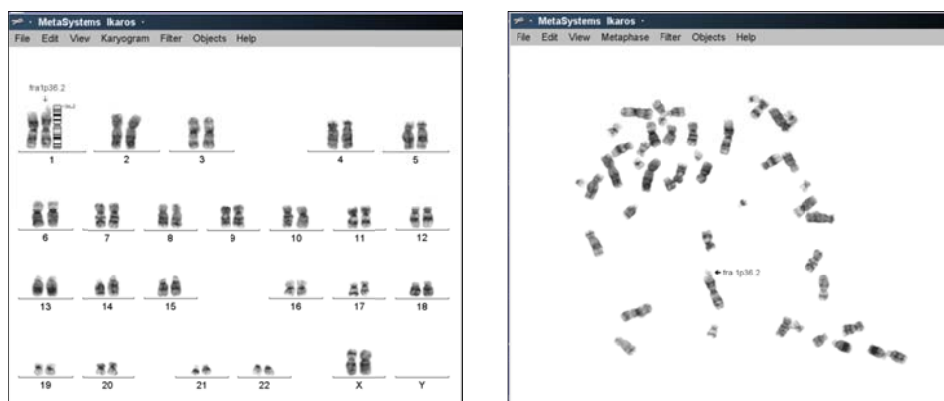 MetaSystems Ikaros
File Edit View Karyogram Filter Objects Help
fra1p36.2
1 2 3 4 5
6 7 8 9 10 11 12
13 14 15 16 17 18
19 20 21 22 X Y
MetaSystems Ikaros
File Edit View Metaphase Filter Objects Help
fra 1p36.2